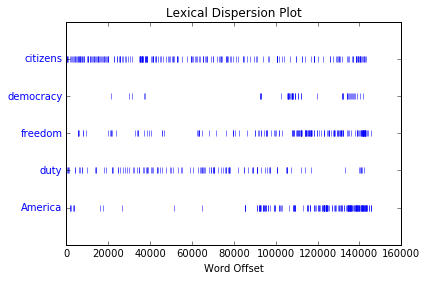 Lexical Dispersion Plot
citizens
democracy
freedom
duty
America
0 20000 40000 60000 80000 100000 120000 140000 160000
Word Offset